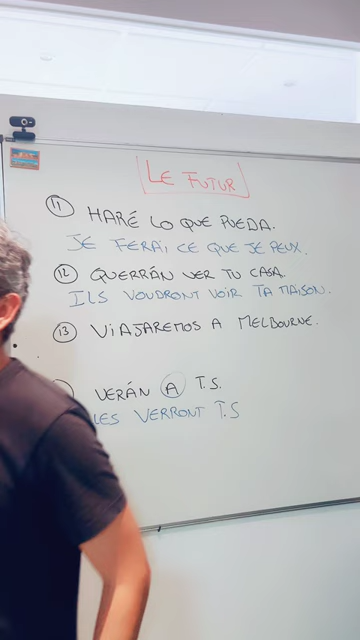 LE FUTUR
11 HARÉ LO QUE PUEDA.
JE FERAI, CE QUE JE PEUX.
12 QUERRÁN VER TU CASA.
ILS VOUDRONT VOIR TA MAISON.
13 VIAJAREMOS A MELBOURNE.
VERÁN A T.S.
LES VERRONT T.S